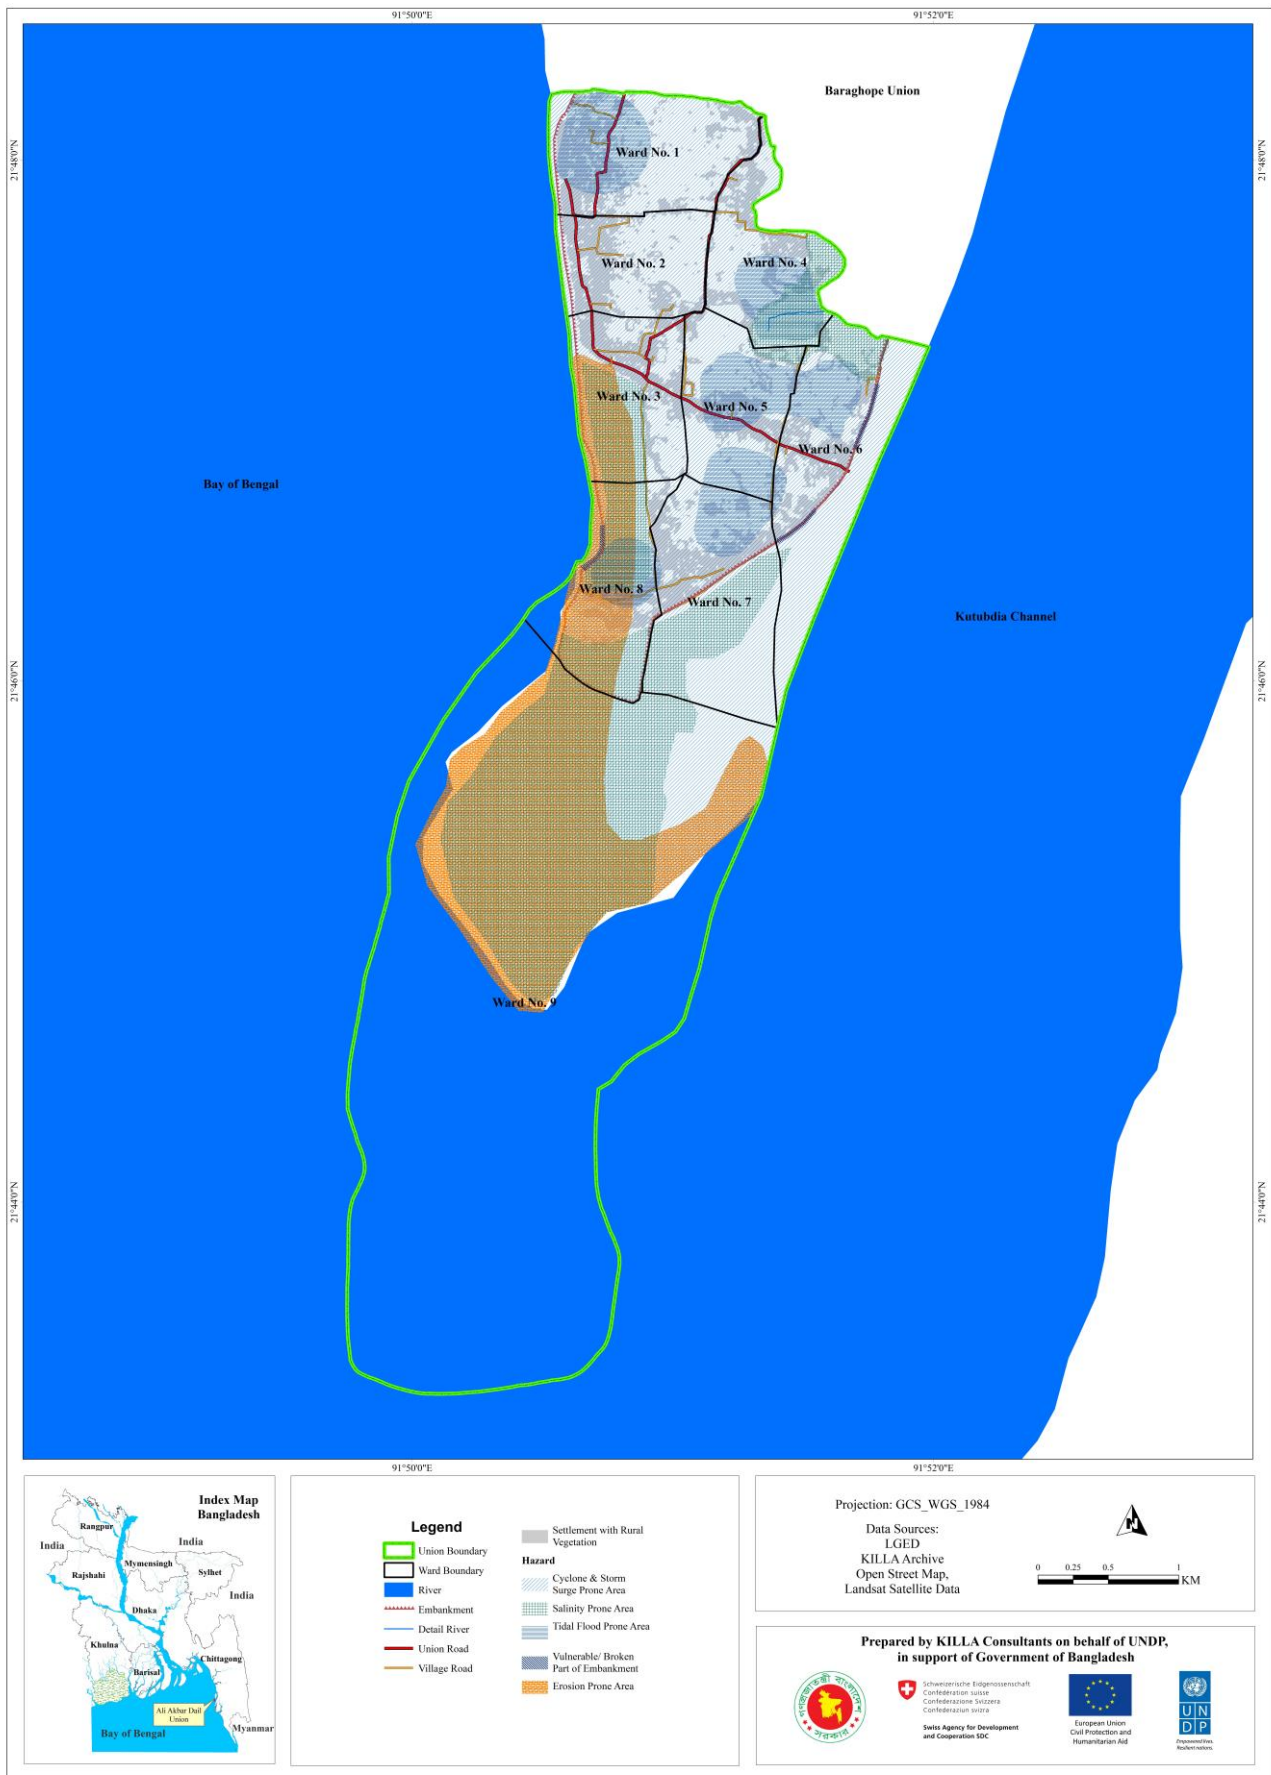 91°50'0"E
91°52'0"E
21°48'0"N
21°48'0"N
Baraghope Union
Ward No. 1
Ward No. 2
Ward No. 4
Ward No. 3
Ward No. 5
Ward No. 6
Bay of Bengal
Ward No. 8
Ward No. 7
Kutubdia Channel
21°46'0"N
21°46'0"N
Ward No. 9
21°44'0"N
21°44'0"N
91°50'0"E
91°52'0"E
Index Map
Bangladesh
Rangpur
India
India
Mymensingh
Rajshahi
Sylhet
India
Dhaka
Khulna
Chittagong
Barisal
Ali Akbar Dail
Union
Myanmar
Bay of Bengal
Legend
Union Boundary
Ward Boundary
River
Embankment
Detail River
Union Road
Village Road
Settlement with Rural
Vegetation
Hazard
Cyclone & Storm
Surge Prone Area
Salinity Prone Area
Tidal Flood Prone Area
Vulnerable/ Broken
Part of Embankment
Erosion Prone Area
Projection: GCS_WGS_1984
Data Sources:
LGED
KILLA Archive
Open Street Map,
Landsat Satellite Data
N
0 0.25 0.5 1
KM
Prepared by KILLA Consultants on behalf of UNDP,
in support of Government of Bangladesh
গণপ্রজাতন্ত্রী বাংলাদেশ
সরকার
Schweizerische Eidgenossenschaft
Confédération suisse
Confederazione Svizzera
Confederaziun svizra
Swiss Agency for Development
and Cooperation SDC
European Union
Civil Protection and
Humanitarian Aid
U N
D P
Empowered lives.
Resilient nations.